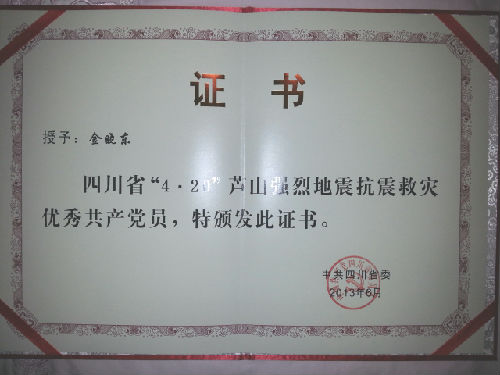 证书
授予：金晓东
四川省“4·20”芦山强烈地震抗震救灾
优秀共产党员，特颁发此证书。
中共四川省委
2013年6月